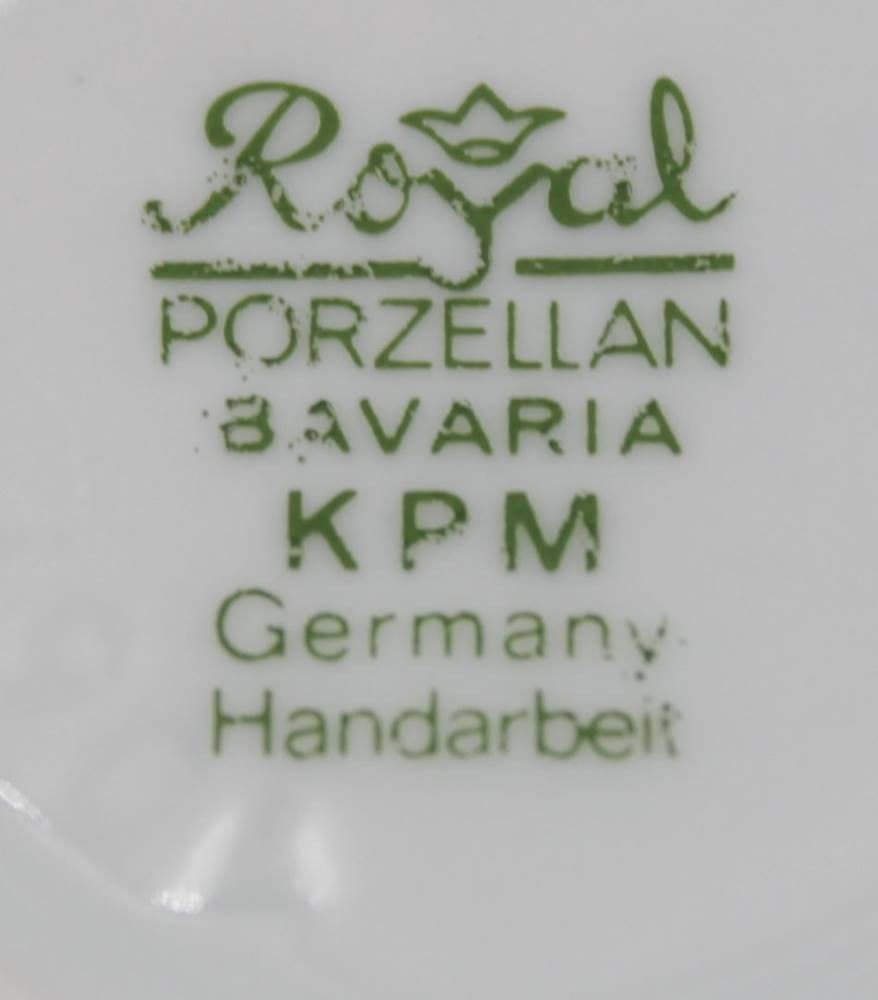 Royal
PORZELLAN
BAVARIA
KPM
Germany
Handarbeit